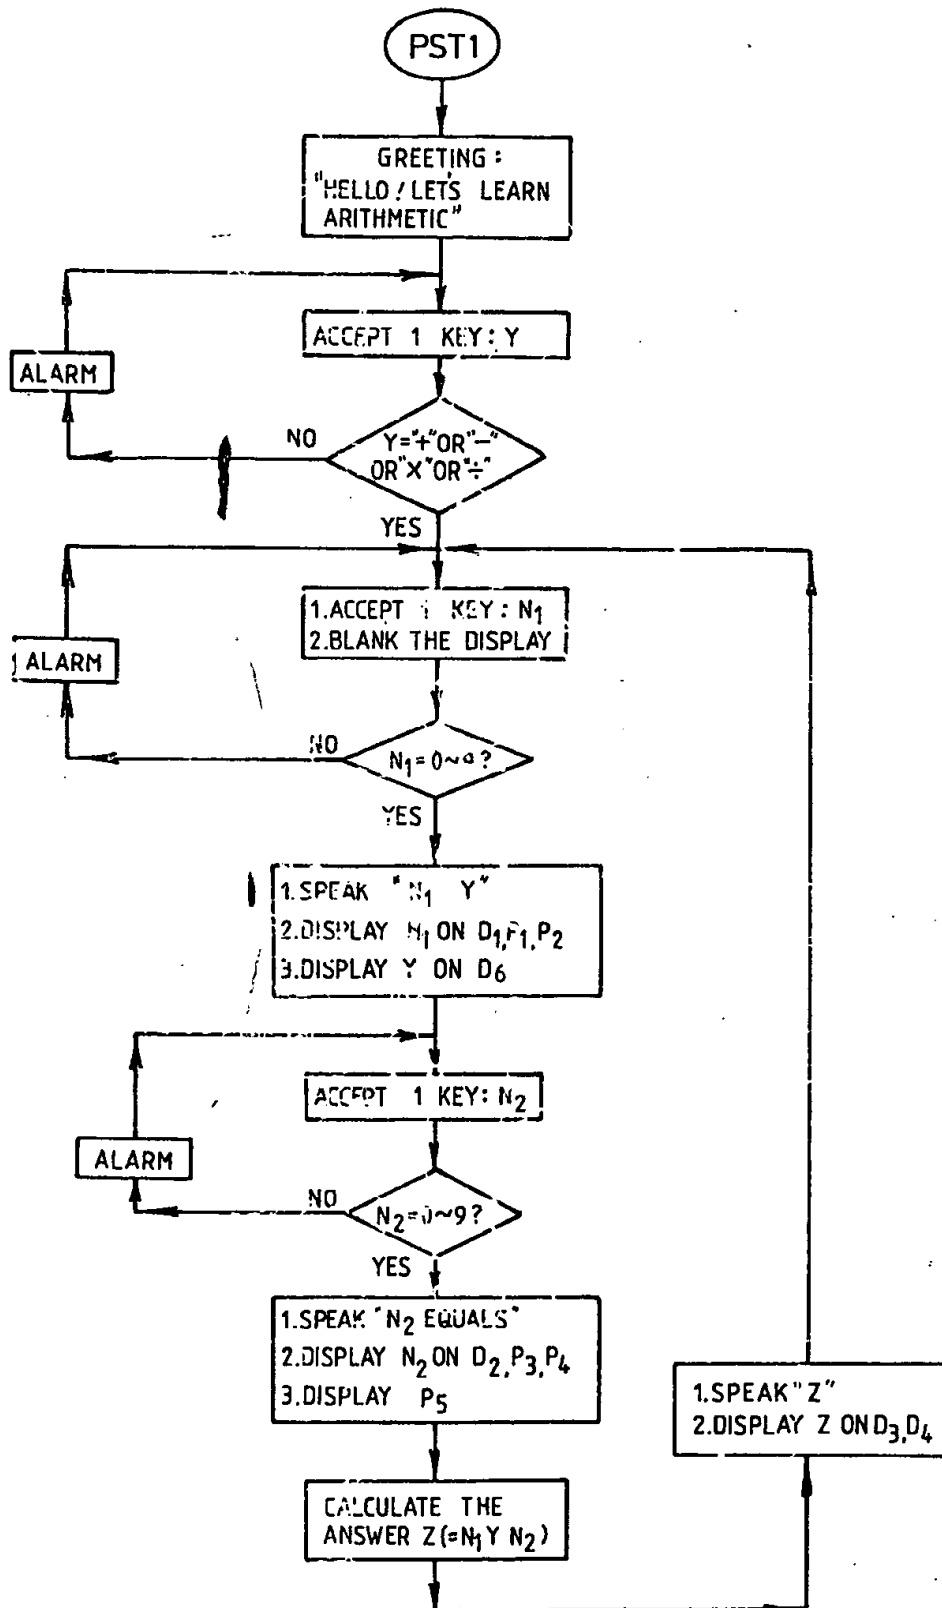 PST1
GREETING :
"HELLO! LET'S LEARN
ARITHMETIC"
ACCEPT 1 KEY: Y
ALARM
NO
Y="+"OR"−"
OR"X"OR"÷"
YES
1.ACCEPT 1 KEY: N1
2.BLANK THE DISPLAY
ALARM
NO
N1=0~9?
YES
1.SPEAK "N1 Y"
2.DISPLAY N1 ON D1,P1,P2
3.DISPLAY Y ON D6
ACCEPT 1 KEY: N2
ALARM
NO
N2=0~9?
YES
1.SPEAK "N2 EQUALS"
2.DISPLAY N2 ON D2,P3,P4
3.DISPLAY P5
1.SPEAK "Z"
2.DISPLAY Z ON D3,D4
CALCULATE THE
ANSWER Z(=N1 Y N2)